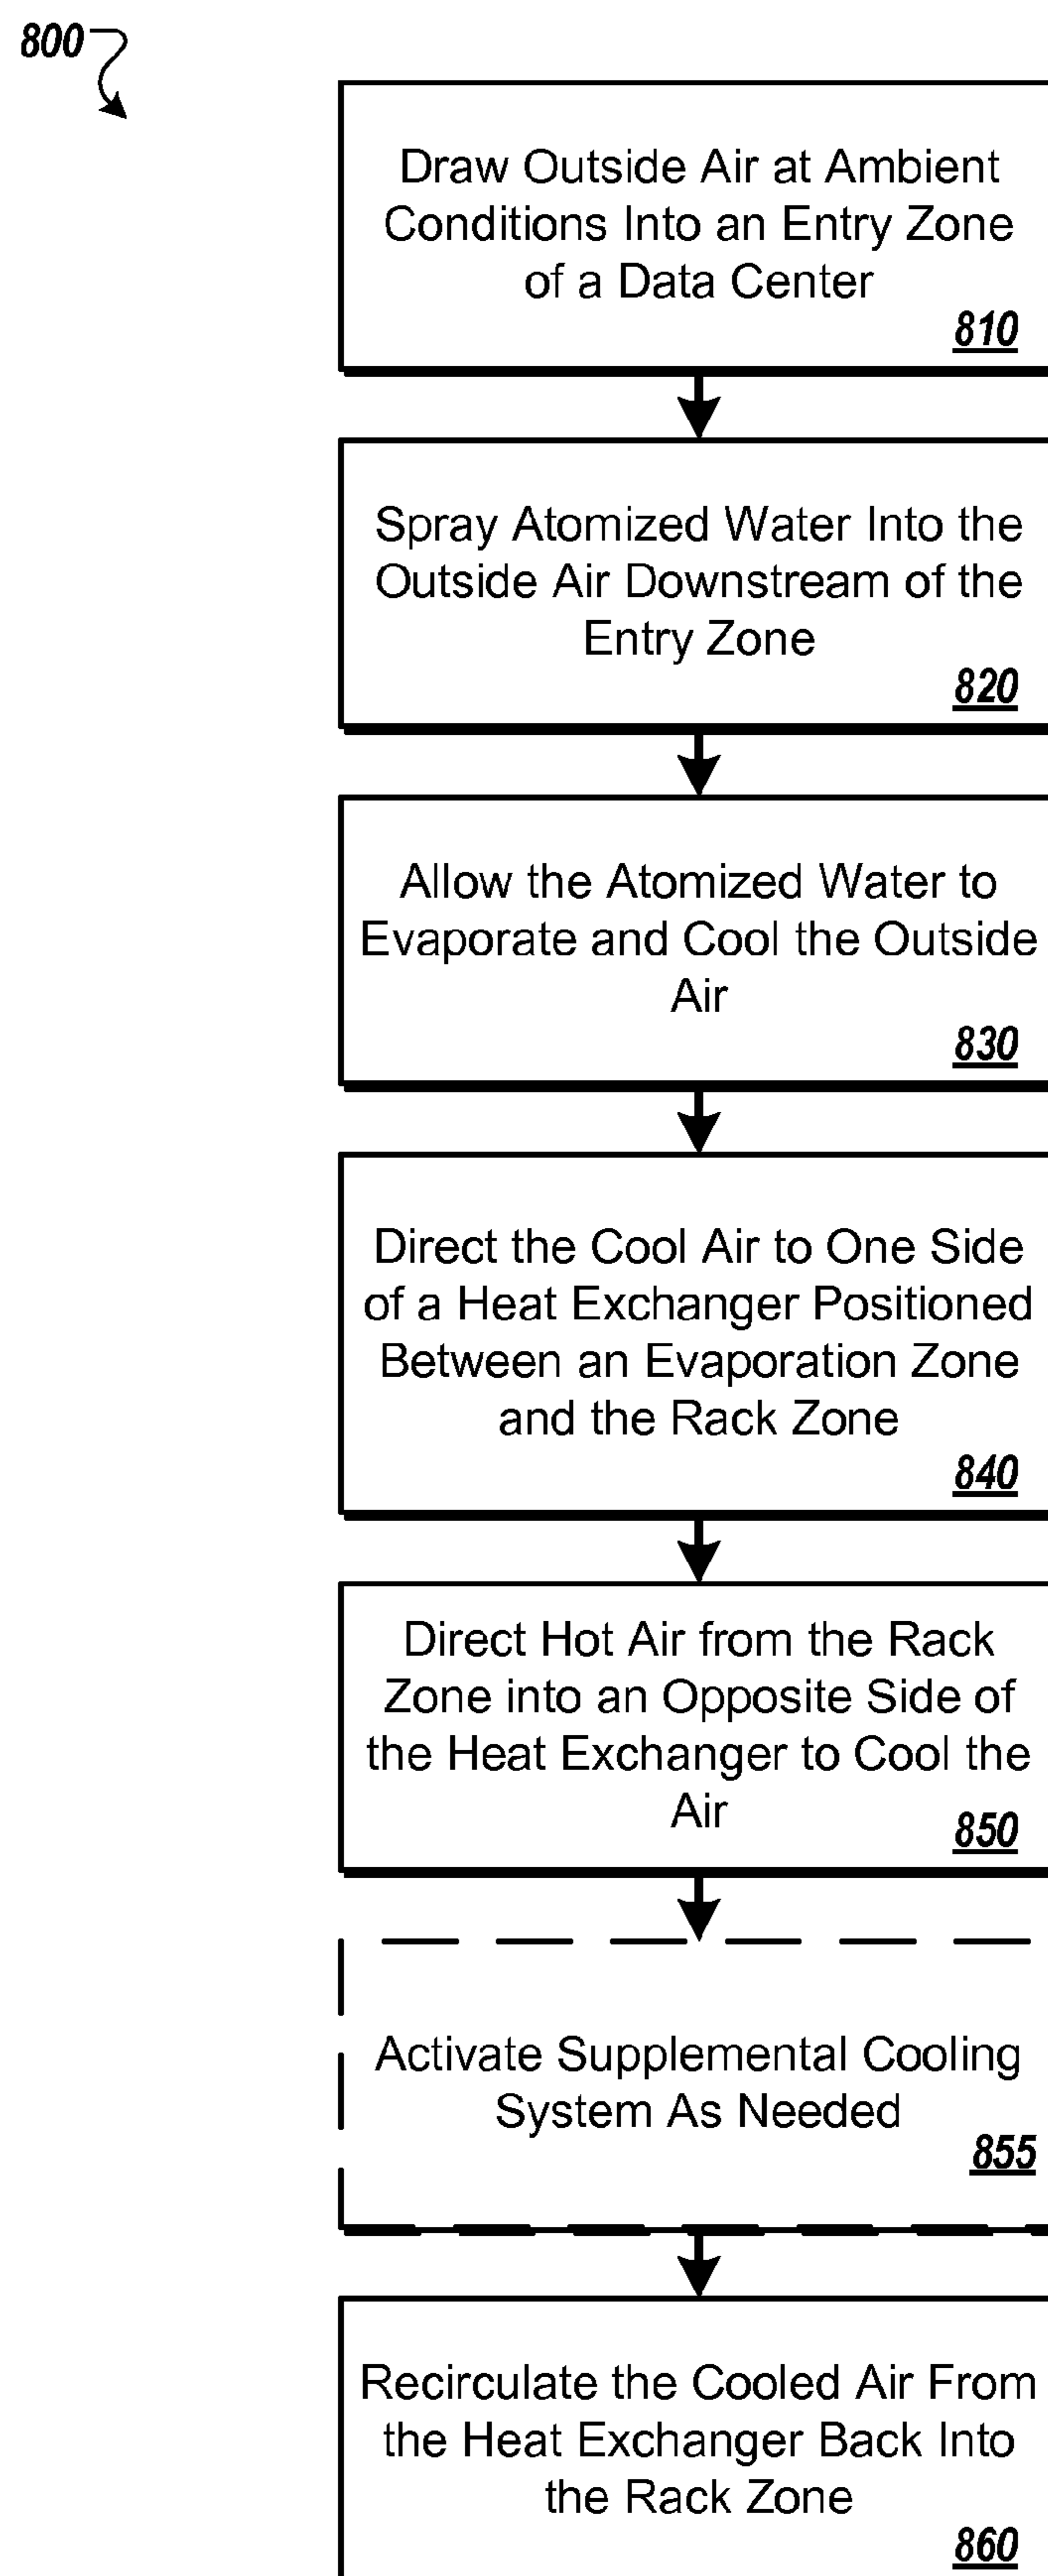 800
Draw Outside Air at Ambient
Conditions Into an Entry Zone
of a Data Center
810
Spray Atomized Water Into the
Outside Air Downstream of the
Entry Zone
820
Allow the Atomized Water to
Evaporate and Cool the Outside
Air
830
Direct the Cool Air to One Side
of a Heat Exchanger Positioned
Between an Evaporation Zone
and the Rack Zone
840
Direct Hot Air from the Rack
Zone into an Opposite Side of
the Heat Exchanger to Cool the
Air
850
Activate Supplemental Cooling
System As Needed
855
Recirculate the Cooled Air From
the Heat Exchanger Back Into
the Rack Zone
860